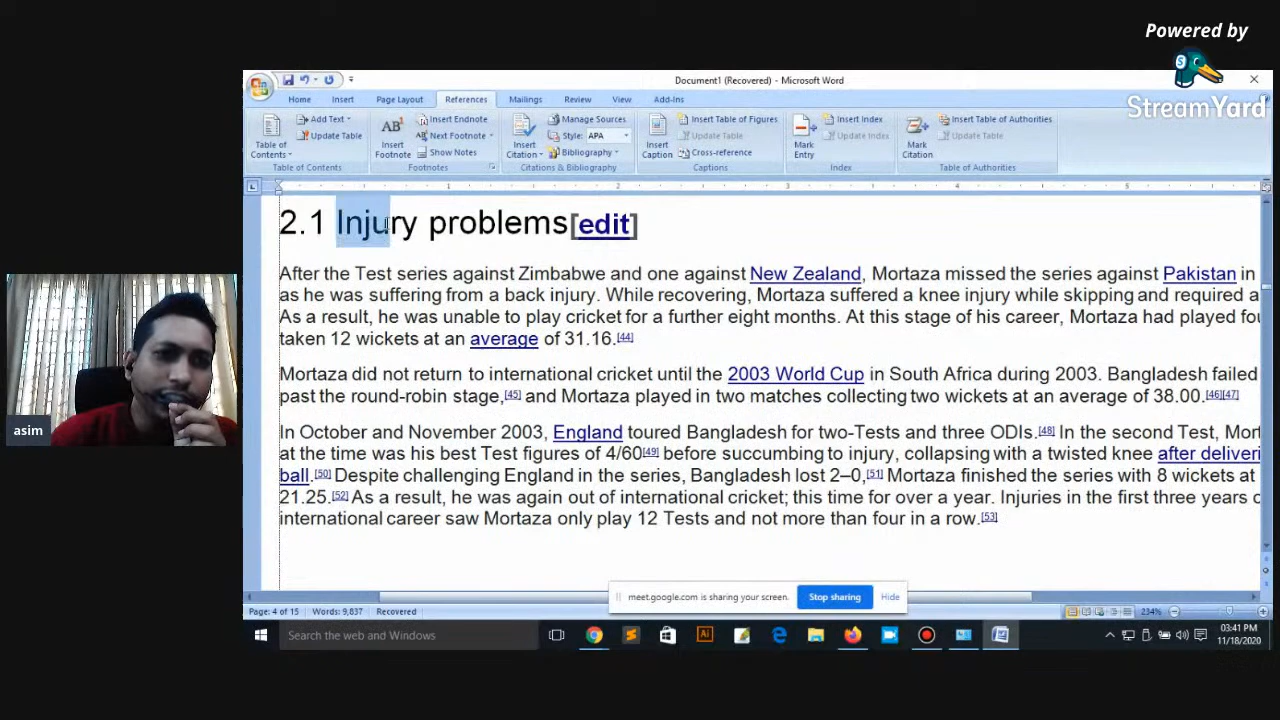 Powered by
StreamYard
Document1 (Recovered) - Microsoft Word
Home Insert Page Layout References Mailings Review View Add-Ins
Table of Contents
Add Text
Update Table
Table of Contents
AB¹ Insert Footnote
Insert Endnote
Next Footnote
Show Notes
Footnotes
Insert Citation
Manage Sources
Style: APA
Bibliography
Citations & Bibliography
Insert Caption
Insert Table of Figures
Update Table
Cross-reference
Captions
Mark Entry
Insert Index
Update Index
Index
Mark Citation
Insert Table of Authorities
Update Table
Table of Authorities
1 2 3 4 5
2.1 Injury problems[edit]
After the Test series against Zimbabwe and one against New Zealand, Mortaza missed the series against Pakistan in
as he was suffering from a back injury. While recovering, Mortaza suffered a knee injury while skipping and required a
As a result, he was unable to play cricket for a further eight months. At this stage of his career, Mortaza had played fou
taken 12 wickets at an average of 31.16.[44]
Mortaza did not return to international cricket until the 2003 World Cup in South Africa during 2003. Bangladesh failed
past the round-robin stage,[45] and Mortaza played in two matches collecting two wickets at an average of 38.00.[46][47]
In October and November 2003, England toured Bangladesh for two-Tests and three ODIs.[48] In the second Test, Mort
at the time was his best Test figures of 4/60[49] before succumbing to injury, collapsing with a twisted knee after deliveri
ball.[50] Despite challenging England in the series, Bangladesh lost 2–0,[51] Mortaza finished the series with 8 wickets at
21.25.[52] As a result, he was again out of international cricket; this time for over a year. Injuries in the first three years o
international career saw Mortaza only play 12 Tests and not more than four in a row.[53]
asim
meet.google.com is sharing your screen. Stop sharing Hide
Page: 4 of 15 Words: 9,837 Recovered 234%
Search the web and Windows
Ai
03:41 PM
11/18/2020